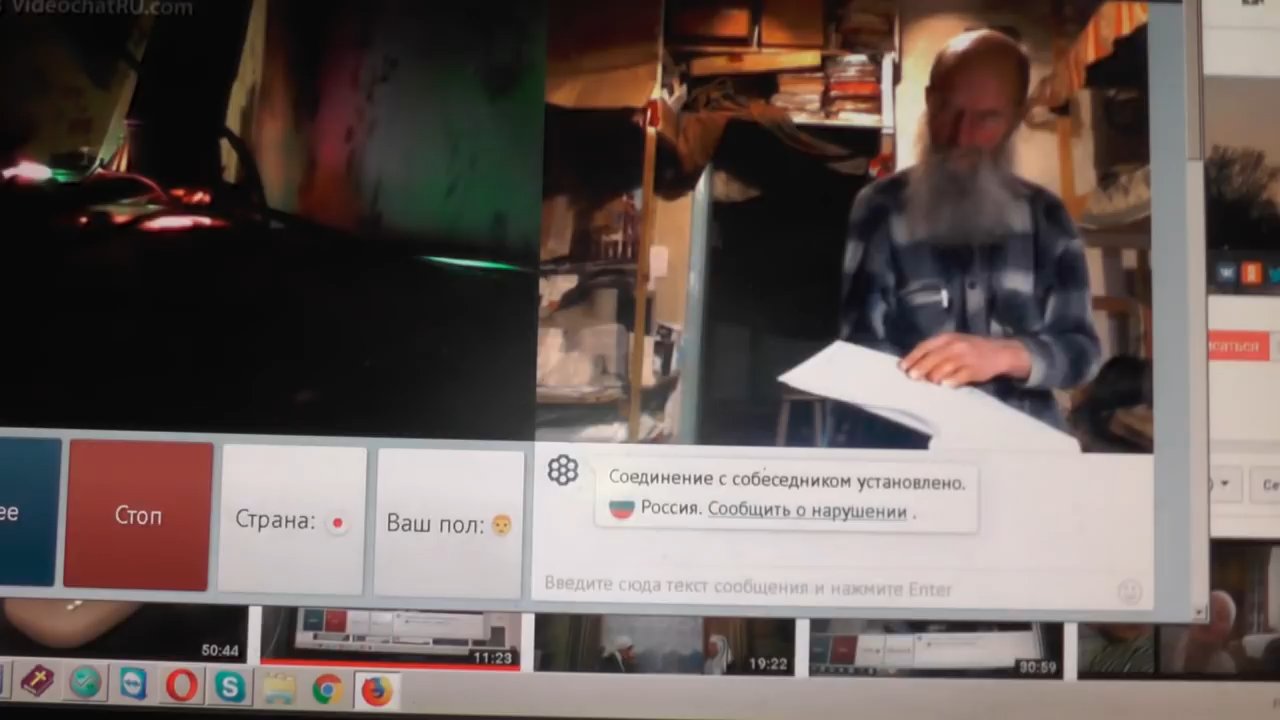 VideochatRU.com
ее
Стоп
Страна:
Ваш пол:
Соединение с собеседником установлено.
Россия. Сообщить о нарушении .
Введите сюда текст сообщения и нажмите Enter
50:44
11:23
19:22
30:59